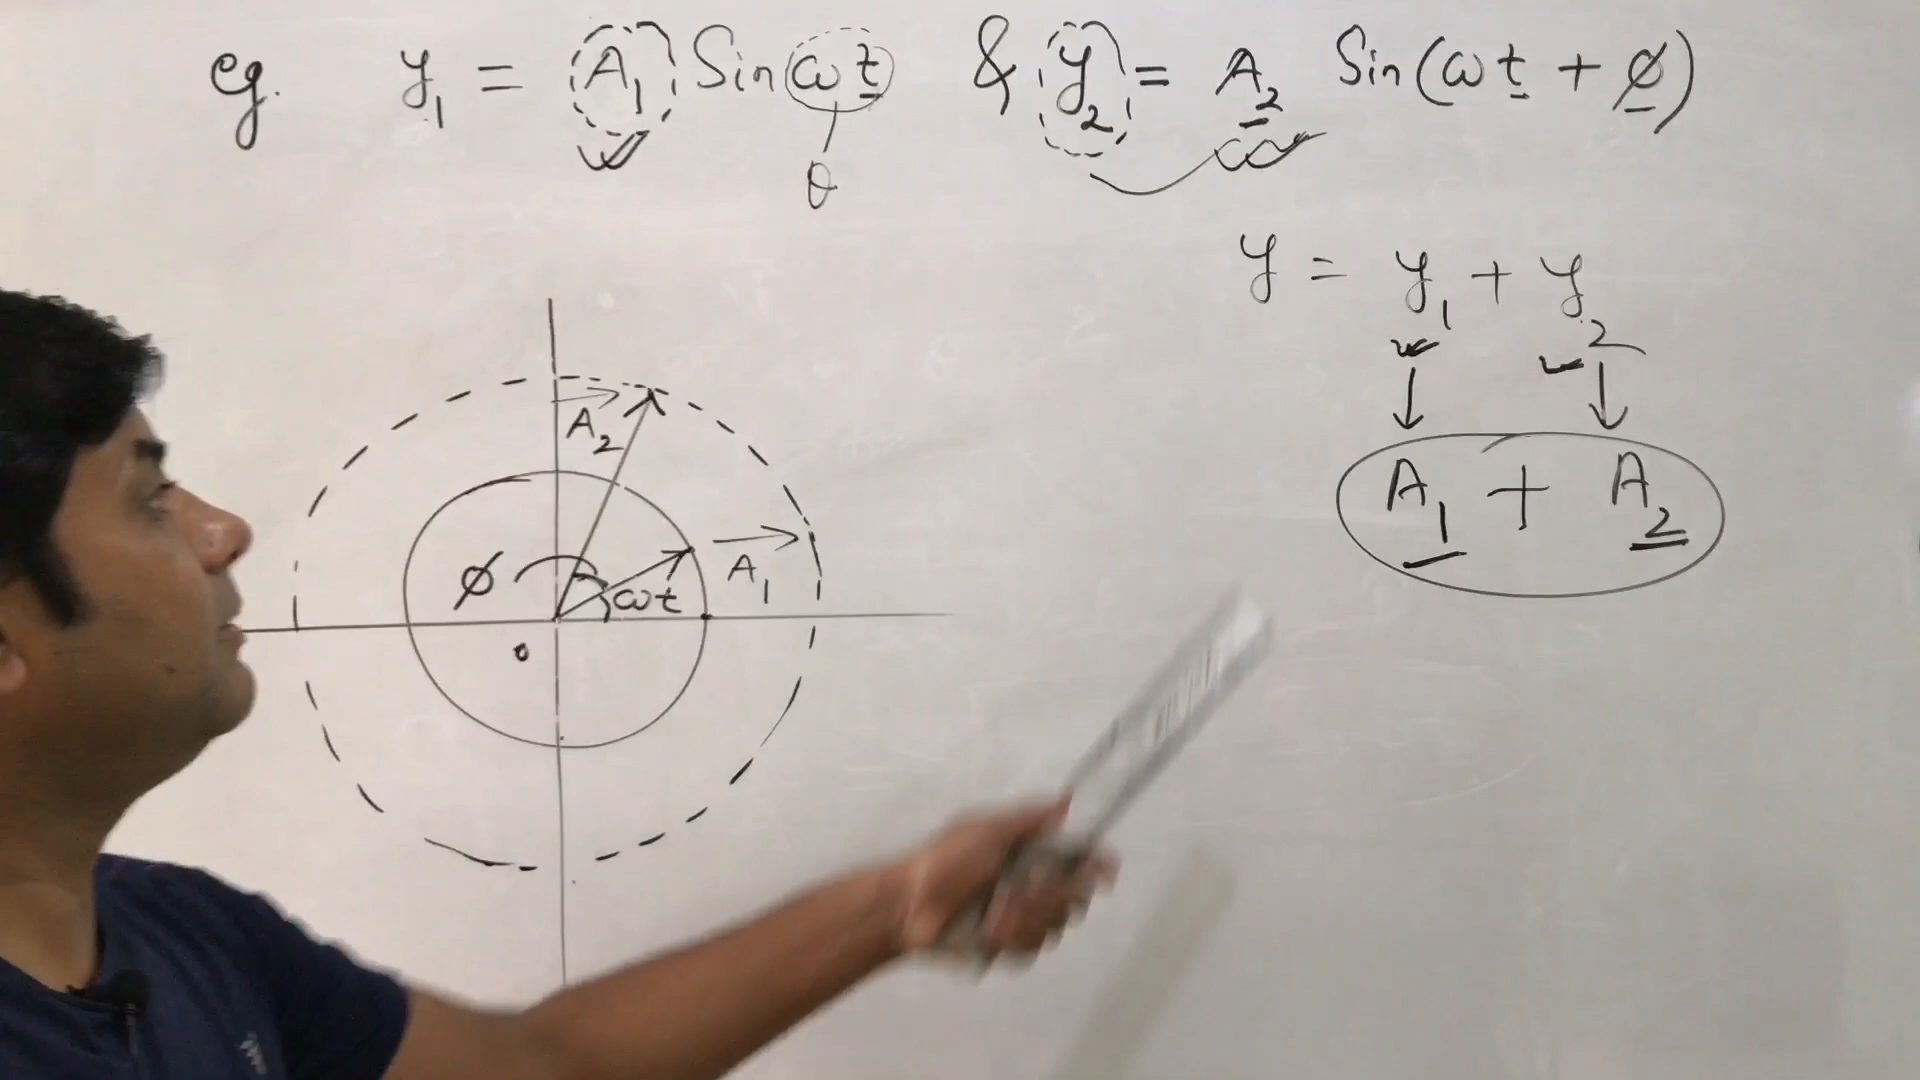 eg. y₁ = A₁ Sin ωt & y₂ = A₂ Sin(ωt + ϕ)
θ
y = y₁ + y₂
A₁ + A₂
A₂
A₁
ϕ
ωt
o